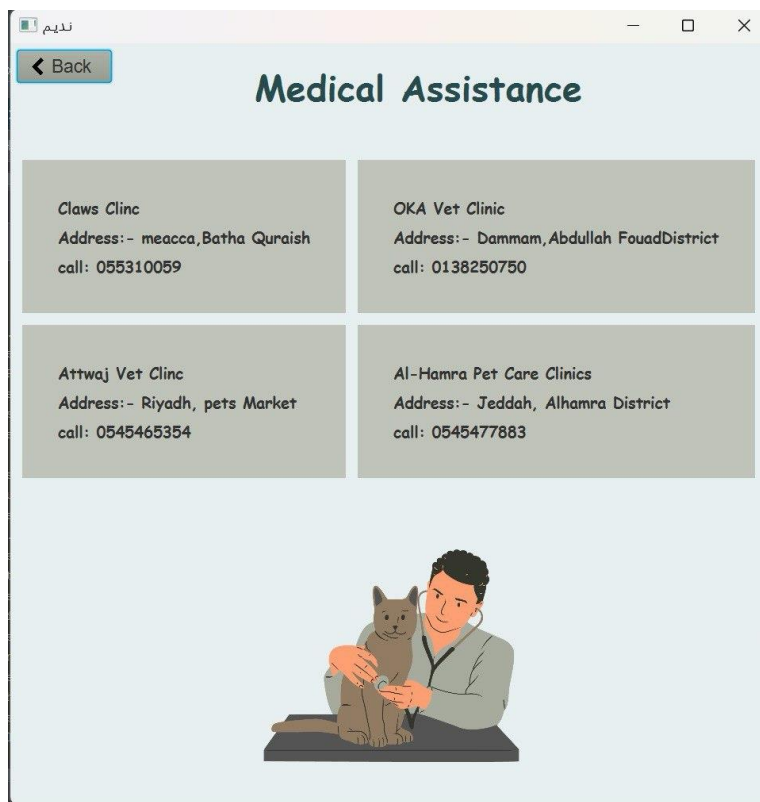 نديم
Back
Medical Assistance
Claws Clinc
Address:- meacca,Batha Quraish
call: 055310059
OKA Vet Clinic
Address:- Dammam,Abdullah FouadDistrict
call: 0138250750
Attwaj Vet Clinc
Address:- Riyadh, pets Market
call: 0545465354
Al-Hamra Pet Care Clinics
Address:- Jeddah, Alhamra District
call: 0545477883